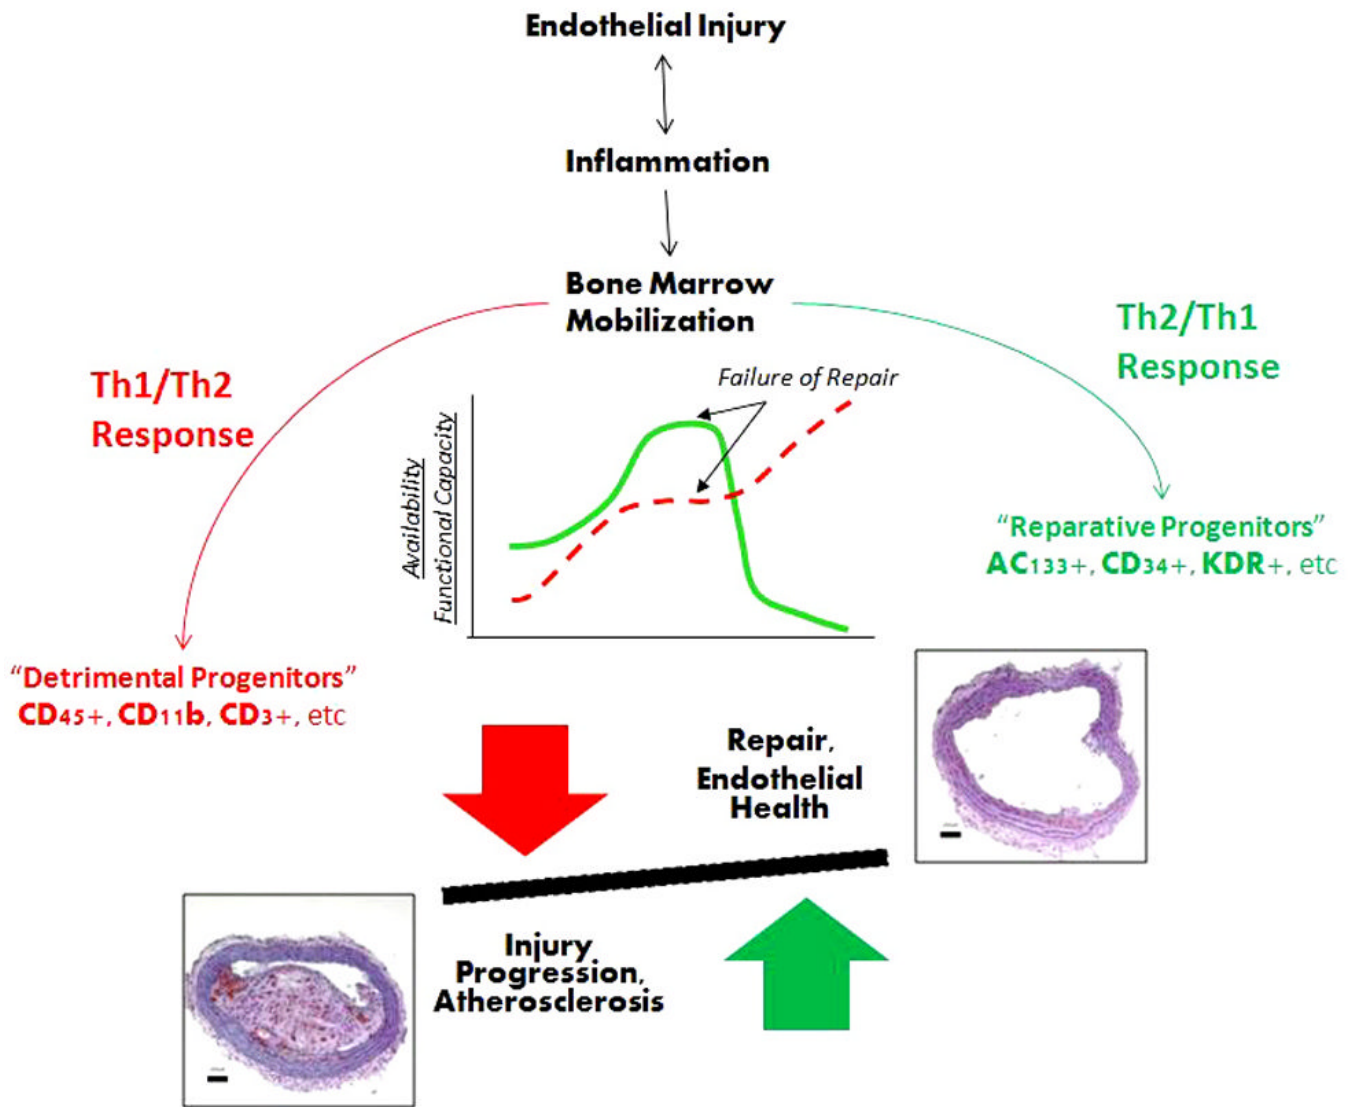 Endothelial Injury
Inflammation
Bone Marrow
Mobilization
Th1/Th2
Response
Th2/Th1
Response
Failure of Repair
Availability
Functional Capacity
“Reparative Progenitors”
AC133+, CD34+, KDR+, etc
“Detrimental Progenitors”
CD45+, CD11b, CD3+, etc
Repair,
Endothelial
Health
Injury
Progression,
Atherosclerosis